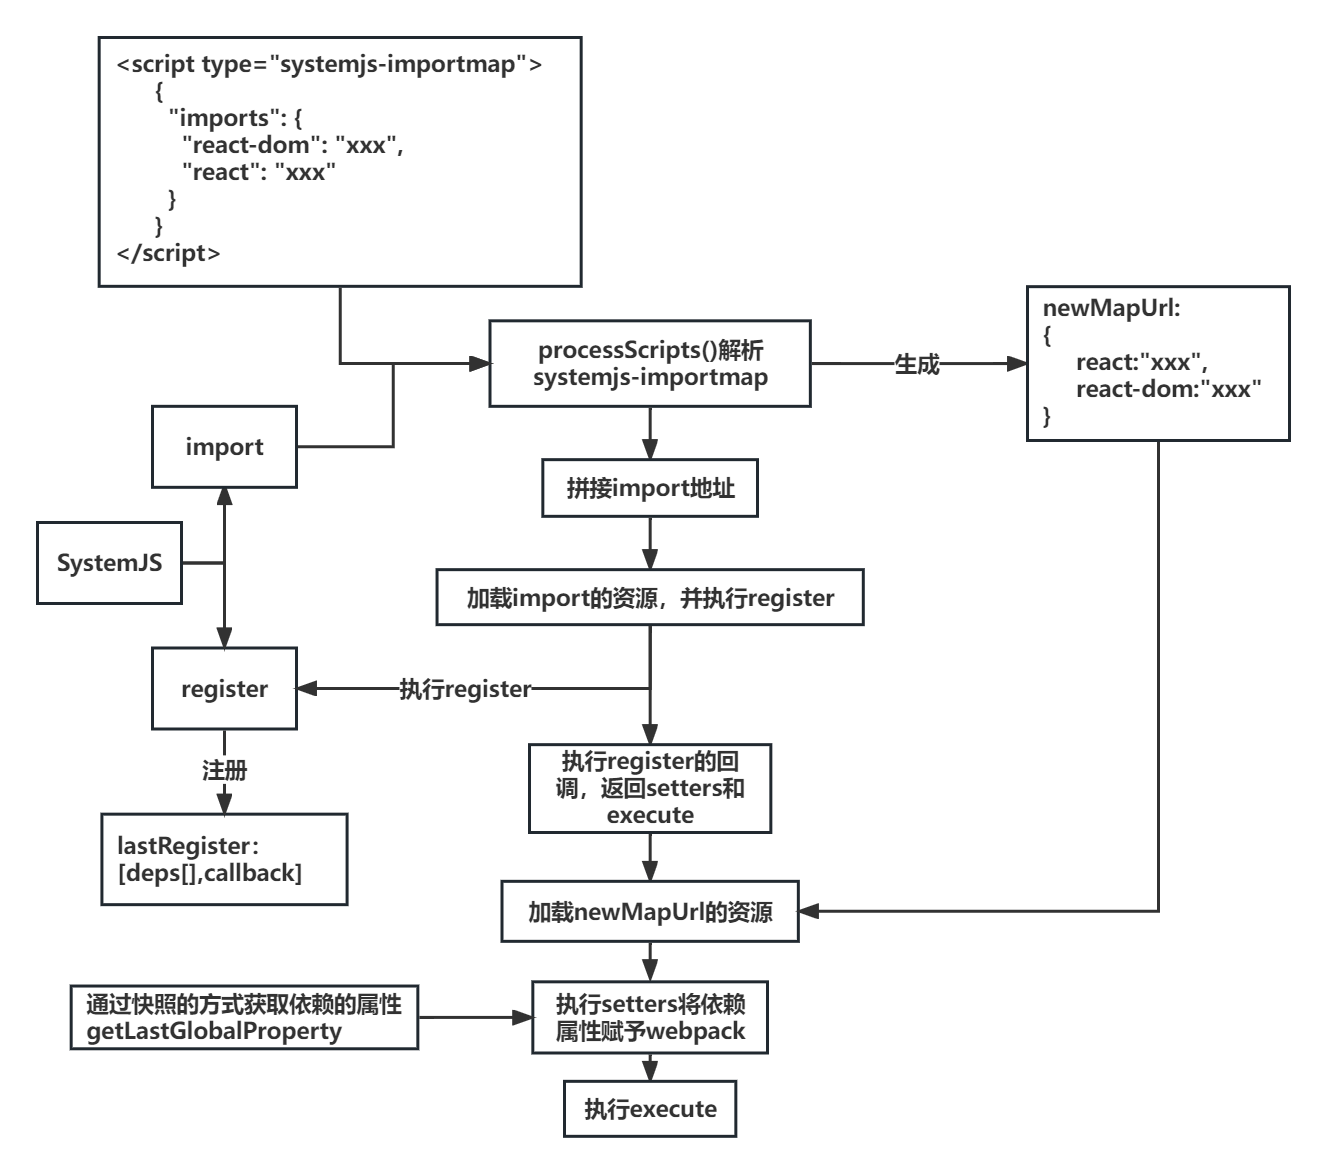 <script type="systemjs-importmap">
{
"imports": {
"react-dom": "xxx",
"react": "xxx"
}
}
</script>
processScripts()解析
systemjs-importmap
生成
newMapUrl:
{
react:"xxx",
react-dom:"xxx"
}
import
拼接import地址
SystemJS
加载import的资源，并执行register
register
执行register
注册
执行register的回
调，返回setters和
execute
lastRegister：
[deps[],callback]
加载newMapUrl的资源
通过快照的方式获取依赖的属性
getLastGlobalProperty
执行setters将依赖
属性赋予webpack
执行execute